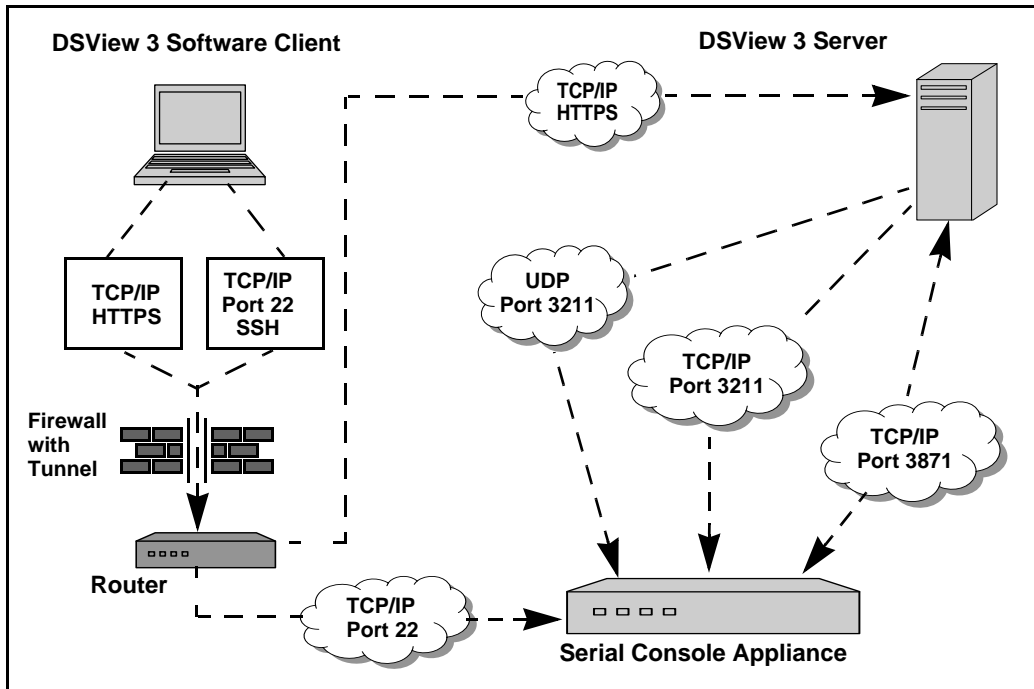 DSView 3 Software Client
DSView 3 Server
TCP/IP
HTTPS
TCP/IP
HTTPS
TCP/IP
Port 22
SSH
UDP
Port 3211
TCP/IP
Port 3211
TCP/IP
Port 3871
Firewall
with
Tunnel
Router
TCP/IP
Port 22
Serial Console Appliance